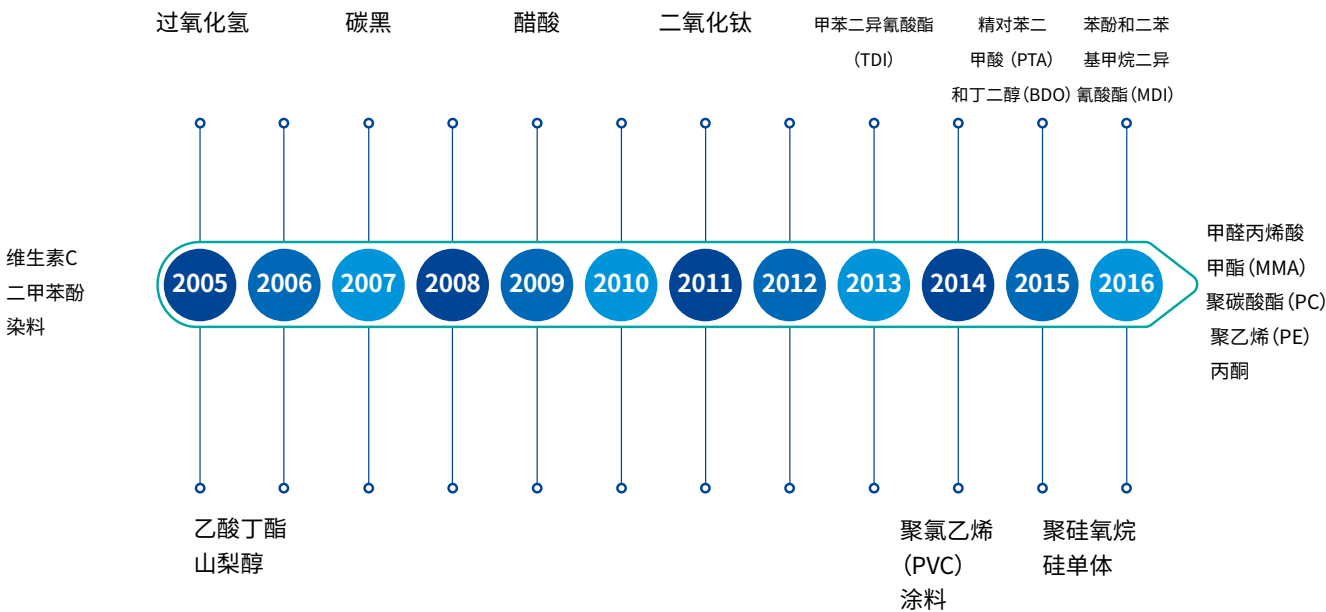 过氧化氢
碳黑
醋酸
二氧化钛
甲苯二异氰酸酯
（TDI）
精对苯二
甲酸（PTA）
和丁二醇（BDO）
苯酚和二苯
基甲烷二异
氰酸酯（MDI）
维生素C
二甲苯酚
染料
2005
2006
2007
2008
2009
2010
2011
2012
2013
2014
2015
2016
甲醛丙烯酸
甲酯（MMA）
聚碳酸酯（PC）
聚乙烯（PE）
丙酮
乙酸丁酯
山梨醇
聚氯乙烯
（PVC）
涂料
聚硅氧烷
硅单体